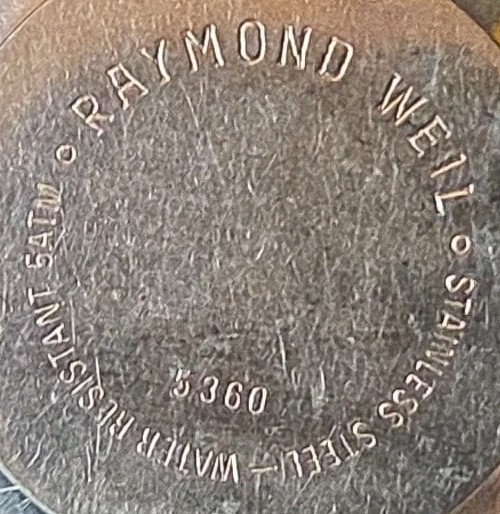 RAYMOND WEIL
STAINLESS STEEL - WATER RESISTANT 5ATM
5360